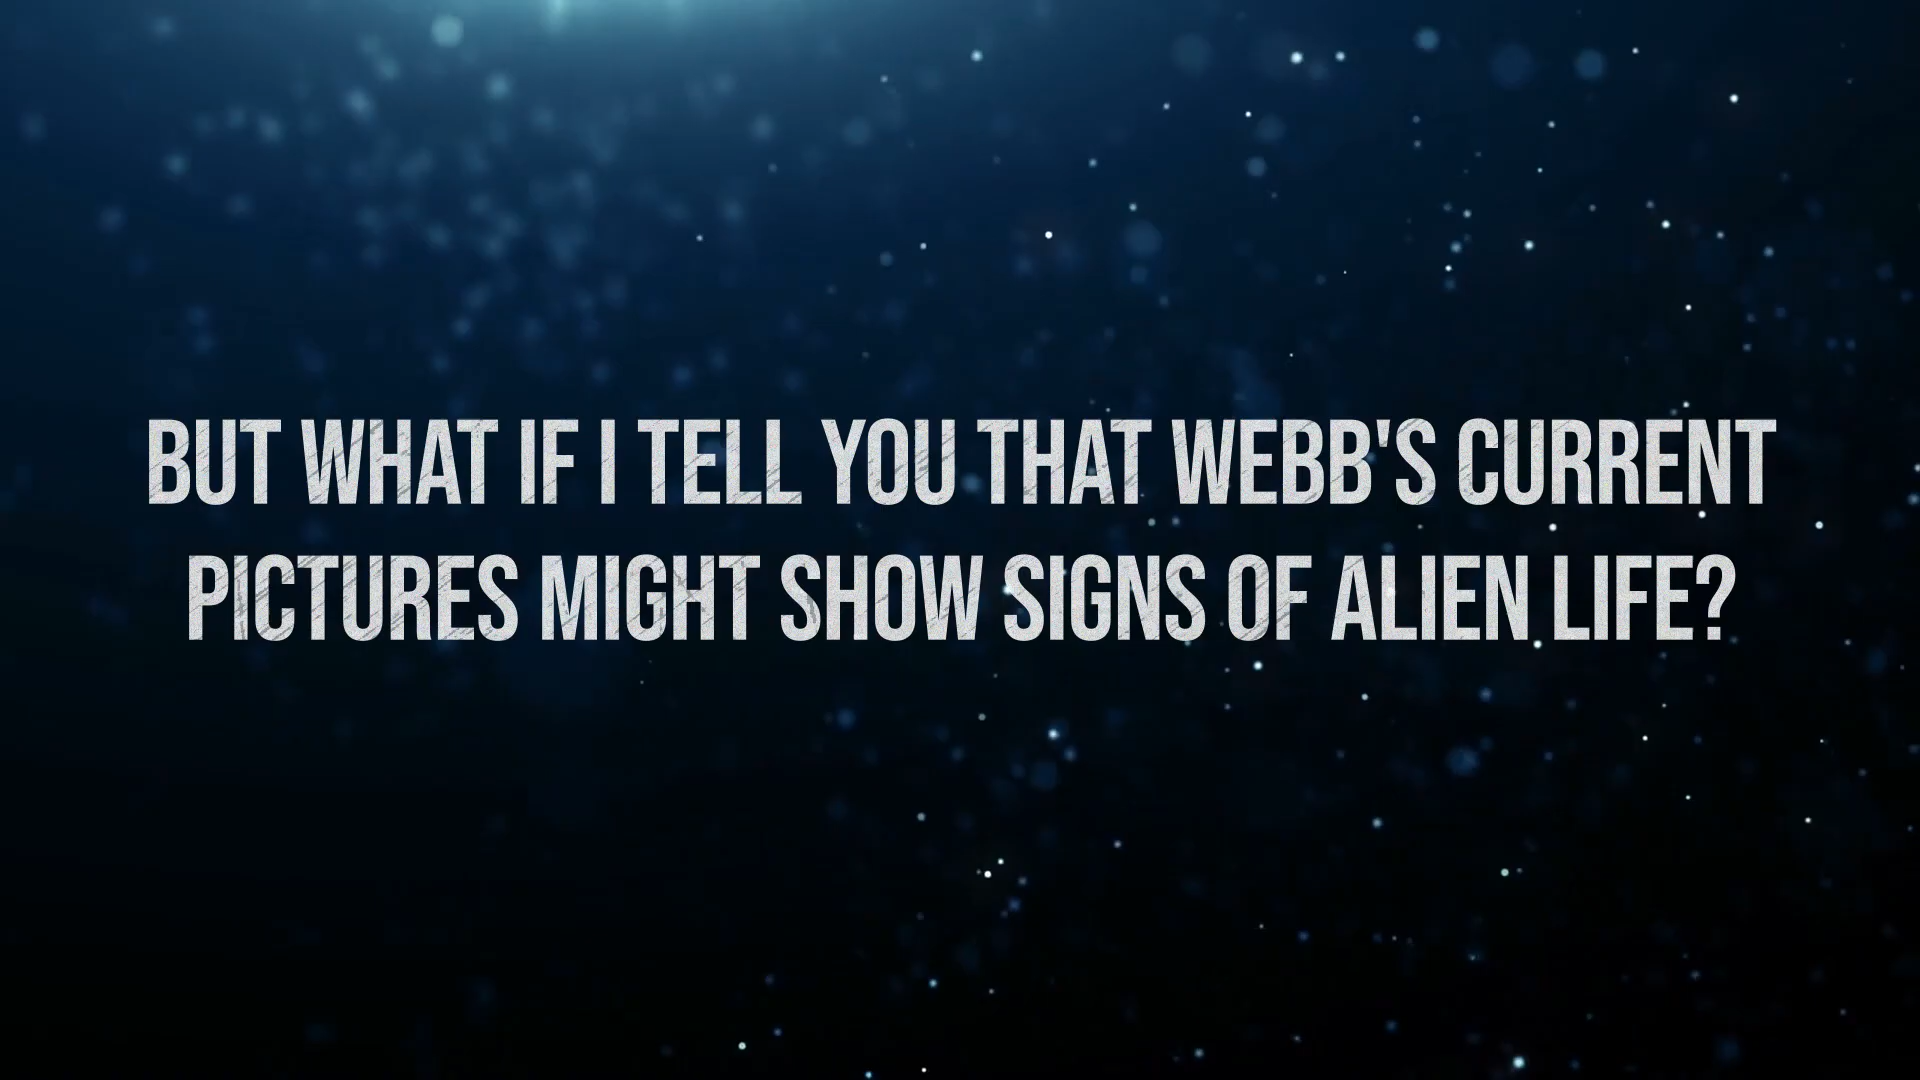 BUT WHAT IF I TELL YOU THAT WEBB'S CURRENT
PICTURES MIGHT SHOW SIGNS OF ALIEN LIFE?